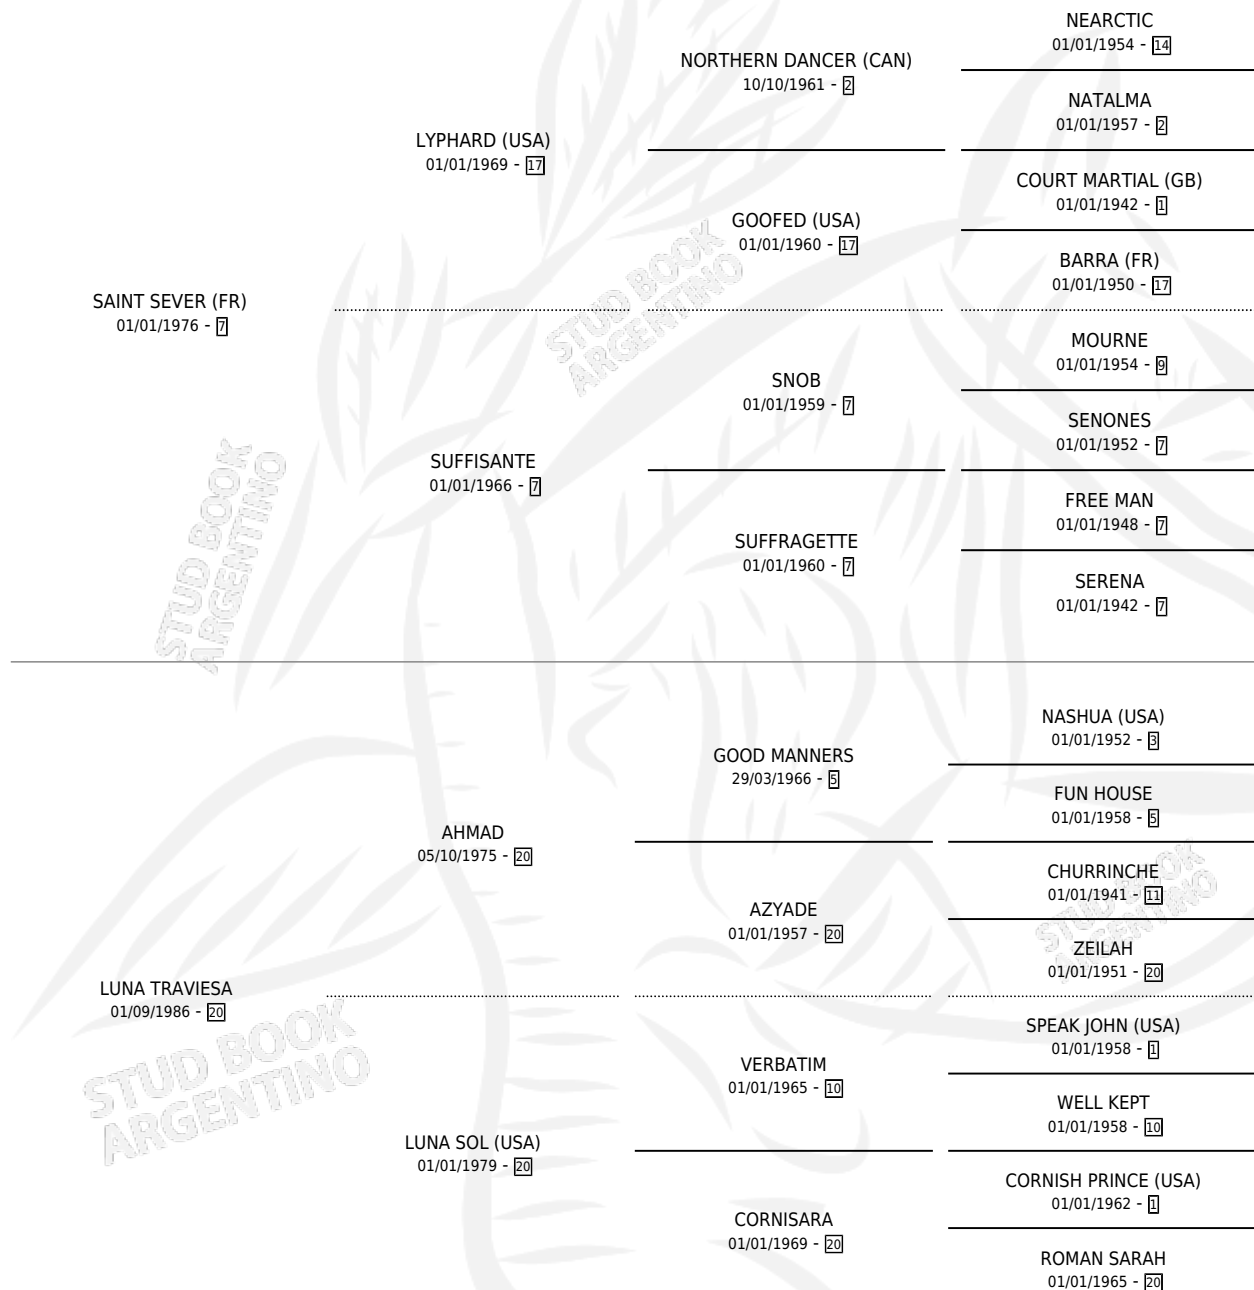 SAINT SEVER (FR)
01/01/1976 - 7
LYPHARD (USA)
01/01/1969 - 17
NORTHERN DANCER (CAN)
10/10/1961 - 2
NEARCTIC
01/01/1954 - 14
NATALMA
01/01/1957 - 2
GOOFED (USA)
01/01/1960 - 17
COURT MARTIAL (GB)
01/01/1942 - 1
BARRA (FR)
01/01/1950 - 17
SUFFISANTE
01/01/1966 - 7
SNOB
01/01/1959 - 7
MOURNE
01/01/1954 - 9
SENONES
01/01/1952 - 7
SUFFRAGETTE
01/01/1960 - 7
FREE MAN
01/01/1948 - 7
SERENA
01/01/1942 - 7
LUNA TRAVIESA
01/09/1986 - 20
AHMAD
05/10/1975 - 20
GOOD MANNERS
29/03/1966 - 5
NASHUA (USA)
01/01/1952 - 3
FUN HOUSE
01/01/1958 - 5
AZYADE
01/01/1957 - 20
CHURRINCHE
01/01/1941 - 11
ZEILAH
01/01/1951 - 20
LUNA SOL (USA)
01/01/1979 - 20
VERBATIM
01/01/1965 - 10
SPEAK JOHN (USA)
01/01/1958 - 1
WELL KEPT
01/01/1958 - 10
CORNISARA
01/01/1969 - 20
CORNISH PRINCE (USA)
01/01/1962 - 1
ROMAN SARAH
01/01/1965 - 20
STUD BOOK
ARGENTINO
STUD BOOK
ARGENTINO
STUD BOOK
ARGENTINO
STUD BOOK
ARGENTINO